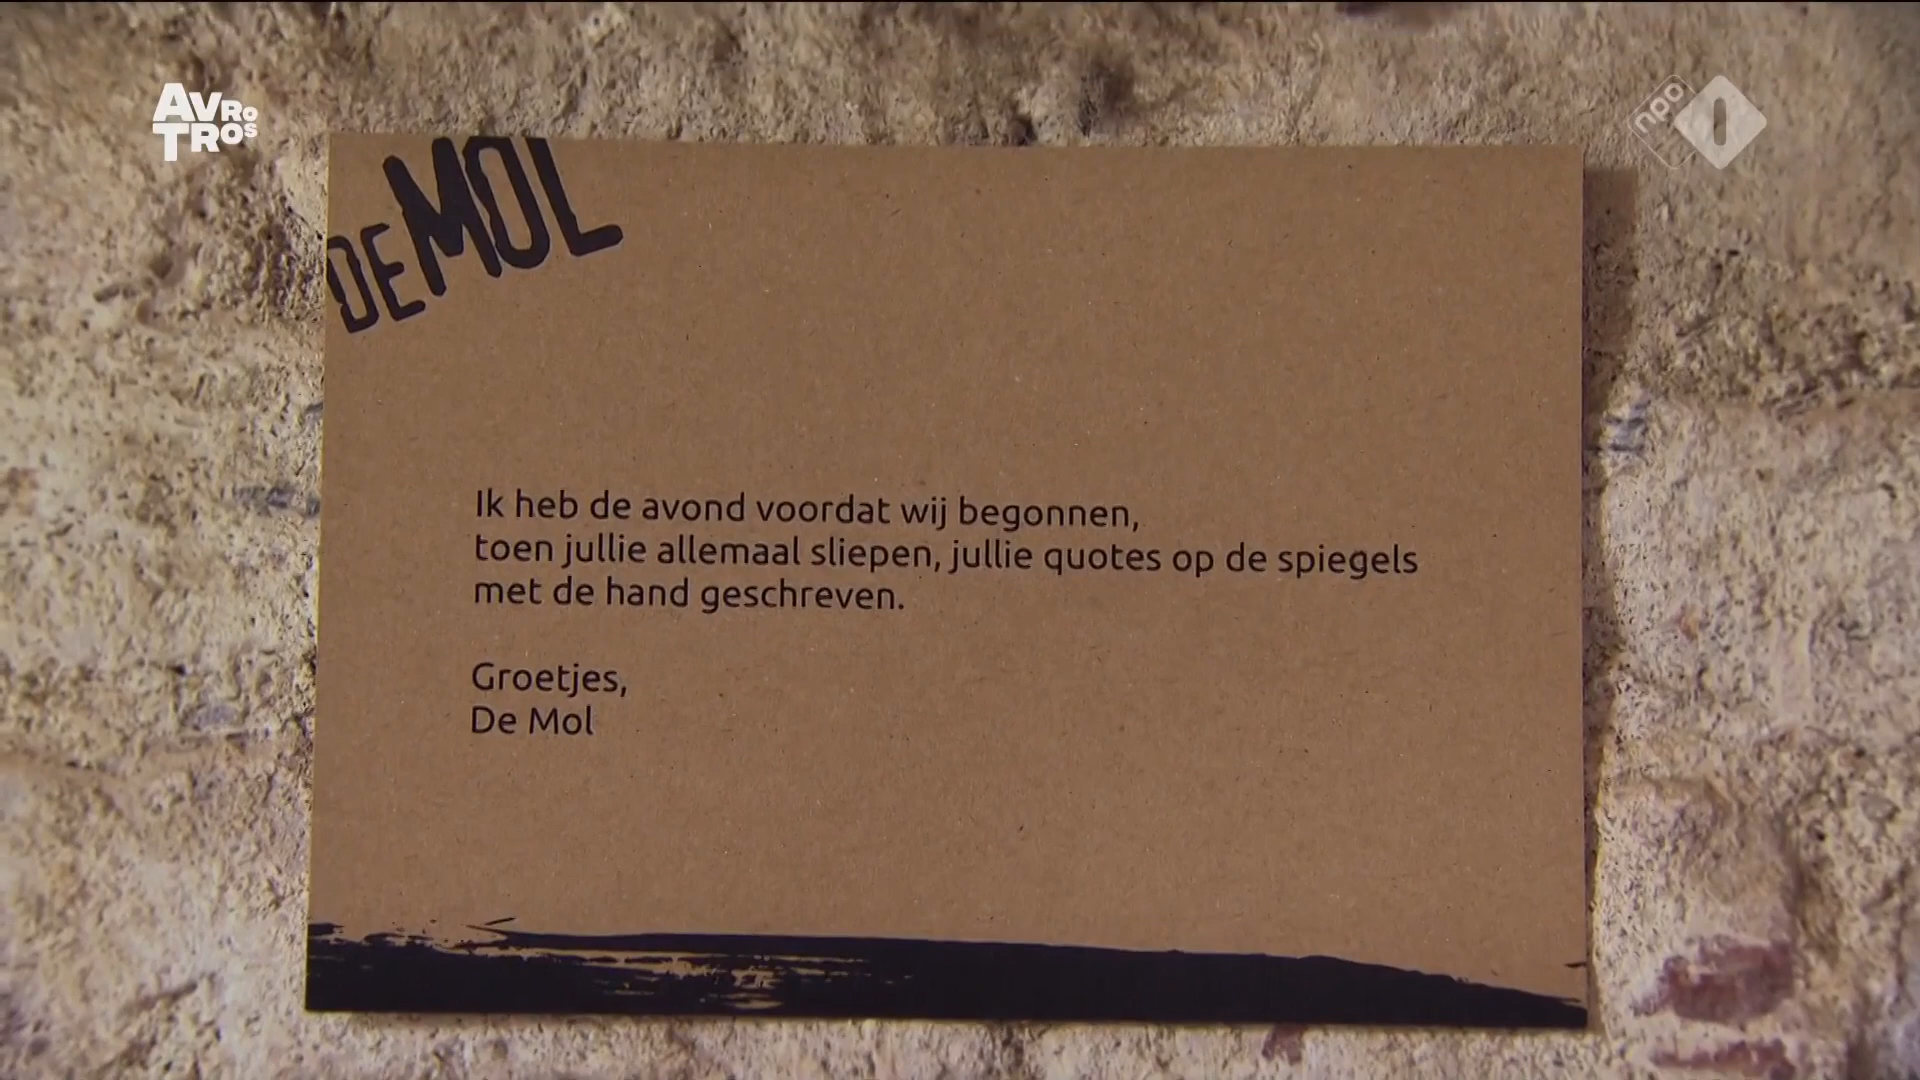 AVRO
TROS
npo
1
DE MOL
Ik heb de avond voordat wij begonnen,
toen jullie allemaal sliepen, jullie quotes op de spiegels
met de hand geschreven.
Groetjes,
De Mol